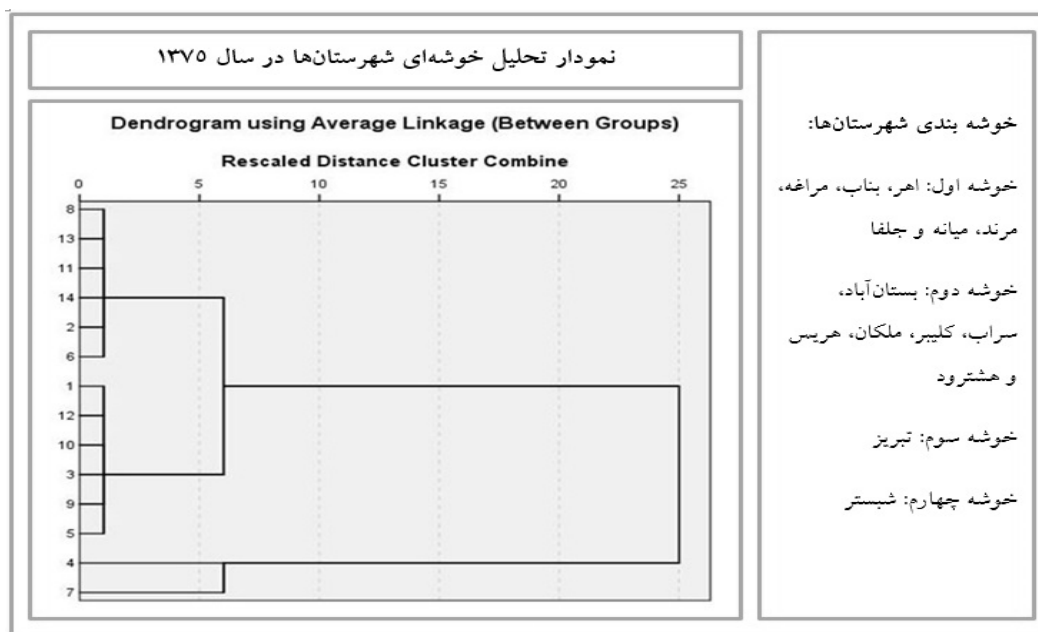 نمودار تحلیل خوشه‌ای شهرستان‌ها در سال ۱۳۷۵
Dendrogram using Average Linkage (Between Groups)
Rescaled Distance Cluster Combine
0 5 10 15 20 25
8
13
11
14
2
6
1
12
10
3
9
5
4
7
خوشه بندی شهرستان‌ها:
خوشه اول: اهر، بناب، مراغه،
مرند، میانه و جلفا
خوشه دوم: بستان‌آباد،
سراب، کلیبر، ملکان، هریس
و هشترود
خوشه سوم: تبریز
خوشه چهارم: شبستر